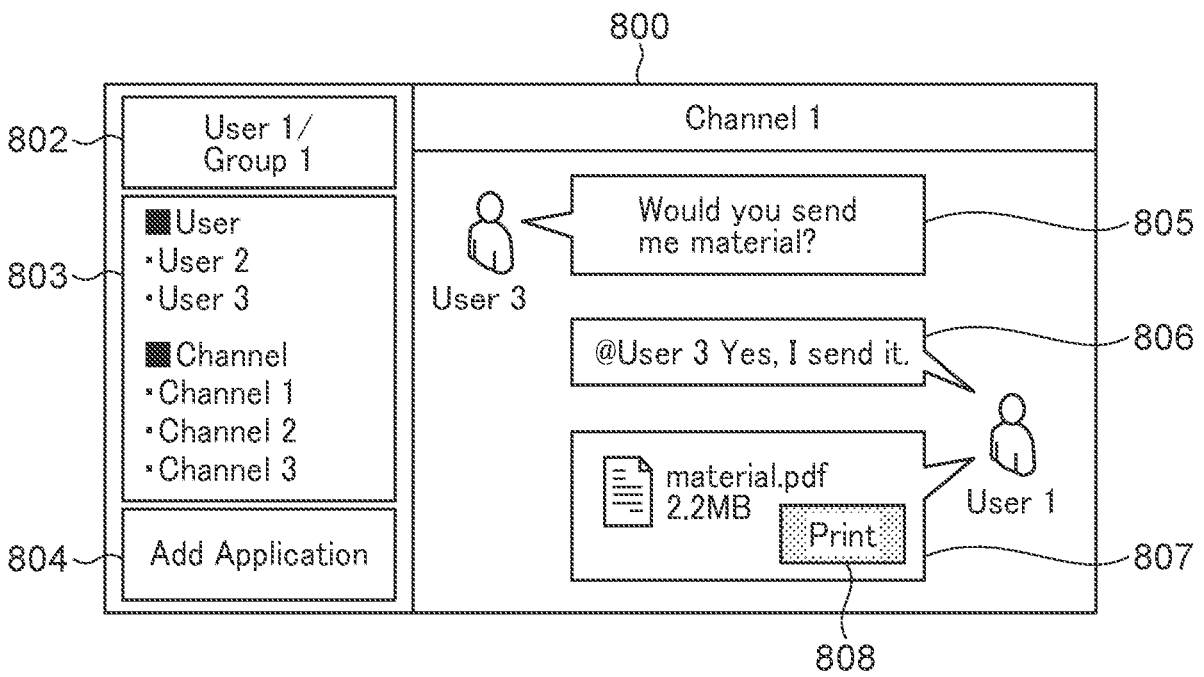 800
802
User 1/
Group 1
Channel 1
803
■User
・User 2
・User 3
■Channel
・Channel 1
・Channel 2
・Channel 3
804
Add Application
Would you send
me material?
805
User 3
806
@User 3 Yes, I send it.
User 1
material.pdf
2.2MB
Print
807
808